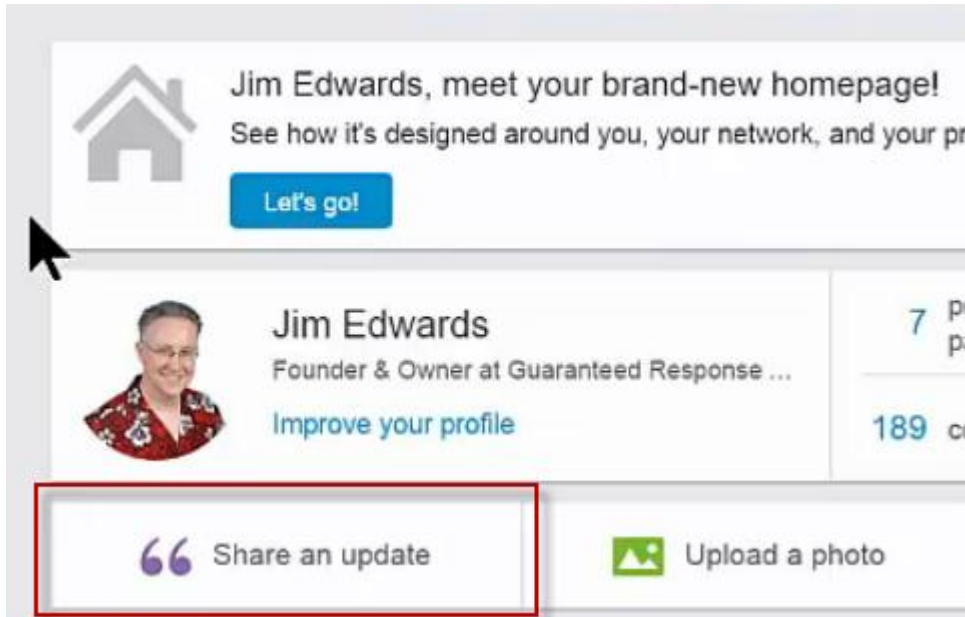 Jim Edwards, meet your brand-new homepage!
See how it's designed around you, your network, and your
Let's go!
Jim Edwards
Founder & Owner at Guaranteed Response ...
Improve your profile
7
189
Share an update
Upload a photo